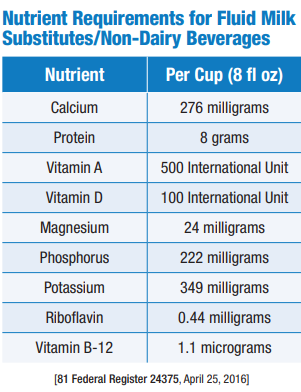 Nutrient Requirements for Fluid Milk
Substitutes/Non-Dairy Beverages
Nutrient Per Cup (8 fl oz)
Calcium 276 milligrams
Protein 8 grams
Vitamin A 500 International Unit
Vitamin D 100 International Unit
Magnesium 24 milligrams
Phosphorus 222 milligrams
Potassium 349 milligrams
Riboflavin 0.44 milligrams
Vitamin B-12 1.1 micrograms
[81 Federal Register 24375, April 25, 2016]